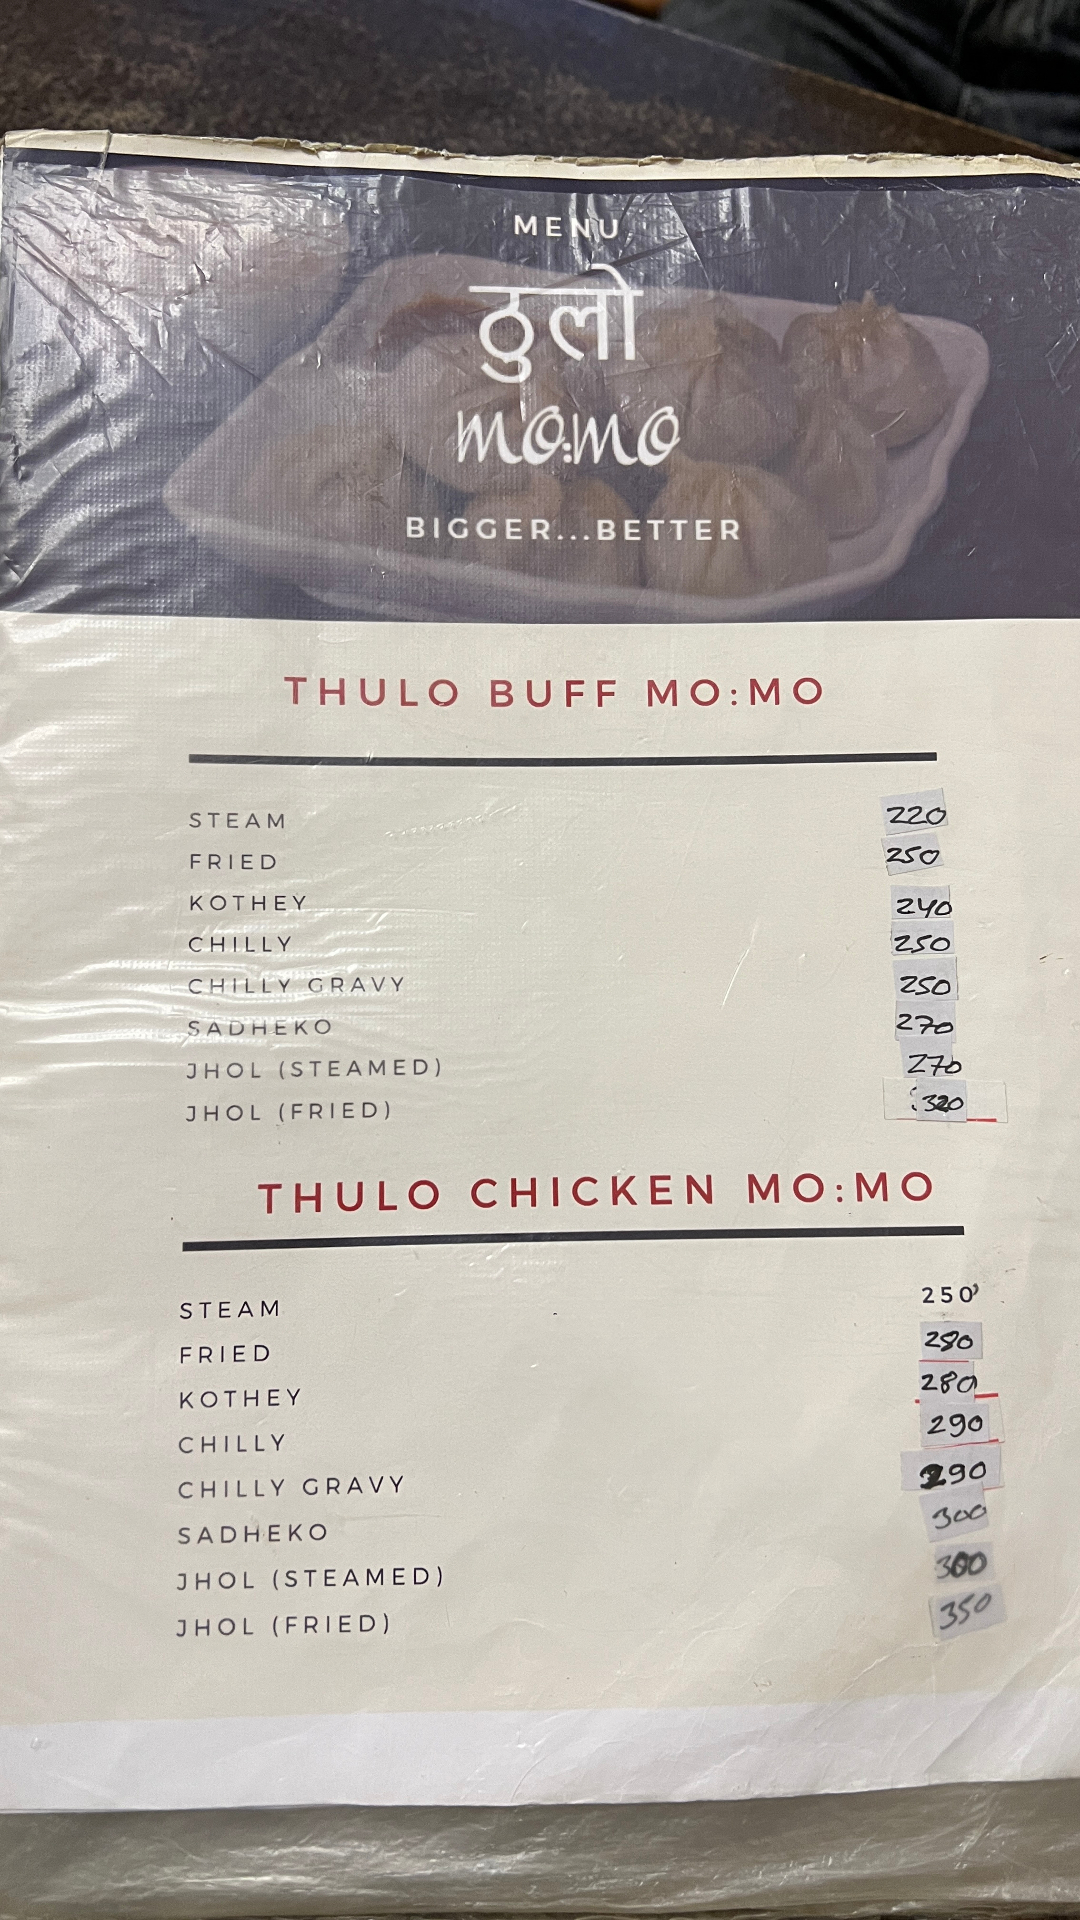 MENU
ठुलो
MO:MO
BIGGER...BETTER
THULO BUFF MO:MO
STEAM 220
FRIED 250
KOTHEY 240
CHILLY 250
CHILLY GRAVY 250
SADHEKO 270
JHOL (STEAMED) 270
JHOL (FRIED) 320
THULO CHICKEN MO:MO
STEAM 250
FRIED 280
KOTHEY 280
CHILLY 290
CHILLY GRAVY 290
SADHEKO 300
JHOL (STEAMED) 300
JHOL (FRIED) 350